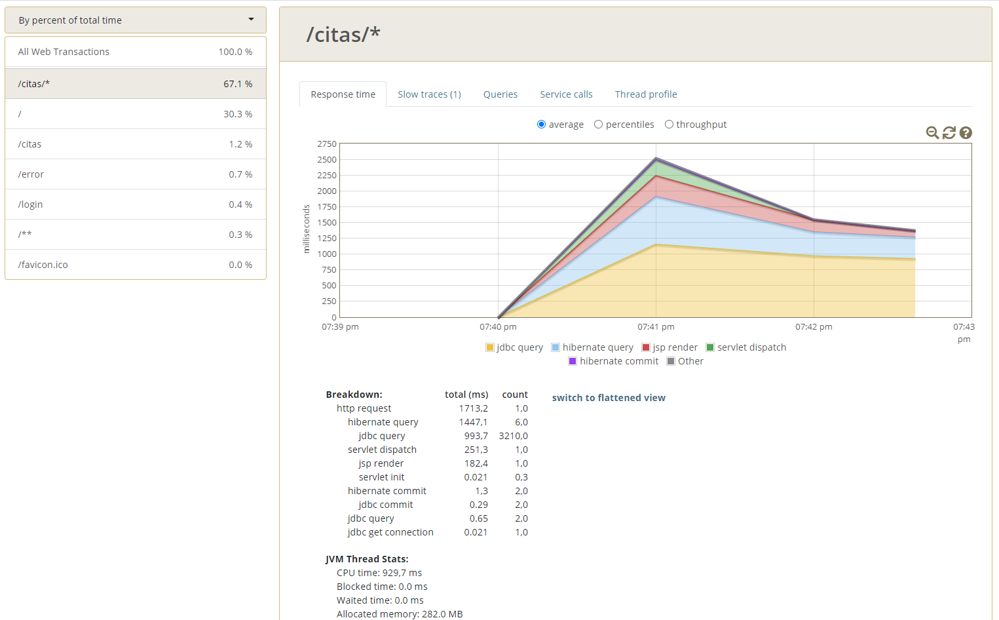 By percent of total time
All Web Transactions 100.0 %
/citas/* 67.1 %
/ 30.3 %
/citas 1.2 %
/error 0.7 %
/login 0.4 %
/** 0.3 %
/favicon.ico 0.0 %
/citas/*
Response time Slow traces (1) Queries Service calls Thread profile
average percentiles throughput
milliseconds
2750
2500
2250
2000
1750
1500
1250
1000
750
500
250
0
07:39 pm 07:40 pm 07:41 pm 07:42 pm 07:43 pm
jdbc query hibernate query jsp render servlet dispatch
hibernate commit Other
Breakdown: total (ms) count
http request 1713,2 1,0
hibernate query 1447,1 6,0
jdbc query 993,7 3210,0
servlet dispatch 251,3 1,0
jsp render 182,4 1,0
servlet init 0.021 0,3
hibernate commit 1,3 2,0
jdbc commit 0.29 2,0
jdbc query 0.65 2,0
jdbc get connection 0.021 1,0
switch to flattened view
JVM Thread Stats:
CPU time: 929,7 ms
Blocked time: 0.0 ms
Waited time: 0.0 ms
Allocated memory: 282.0 MB